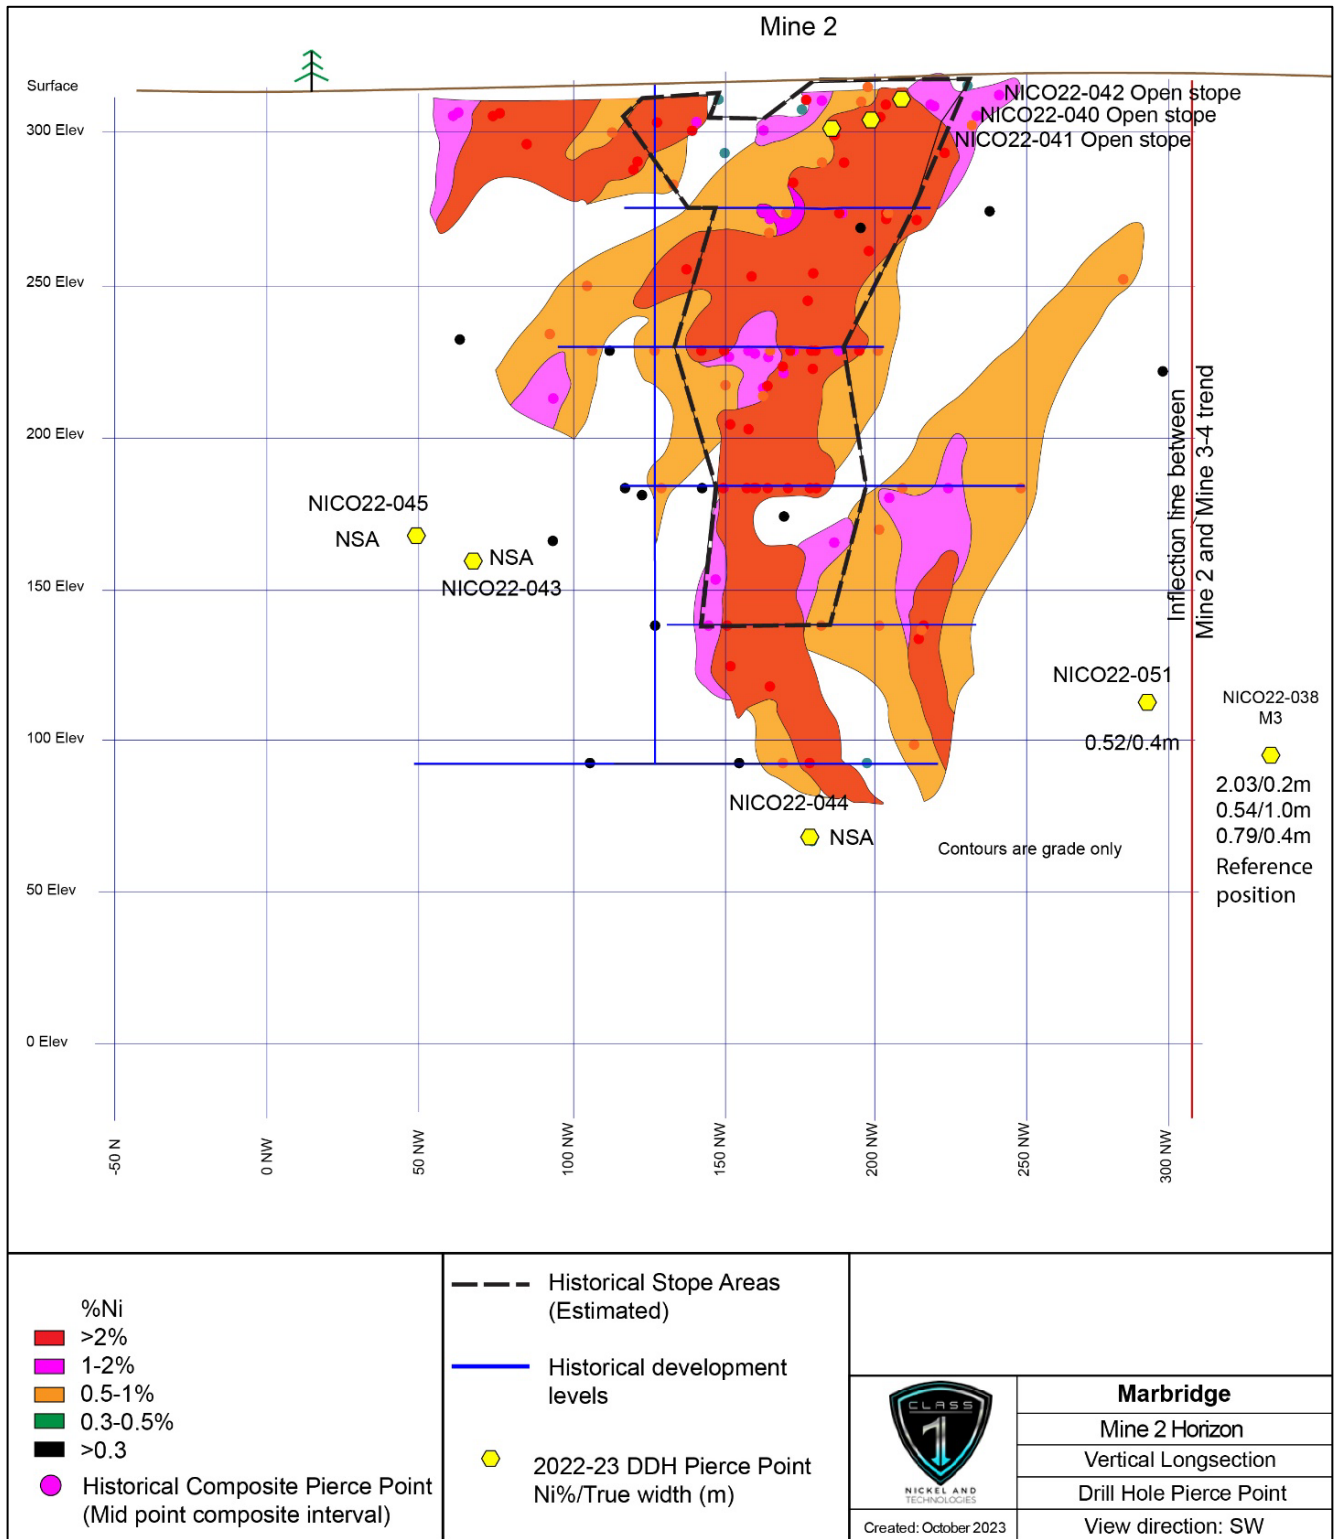 Mine 2
Surface
300 Elev
250 Elev
200 Elev
150 Elev
100 Elev
50 Elev
0 Elev
NICO22-042 Open stope
NICO22-040 Open stope
NICO22-041 Open stope
NICO22-045
NSA
NSA
NICO22-043
Inflection line between
Mine 2 and Mine 3-4 trend
NICO22-051
0.52/0.4m
NICO22-038
M3
2.03/0.2m
0.54/1.0m
0.79/0.4m
Reference
position
NICO22-044
NSA
Contours are grade only
-50 N
0 NW
50 NW
100 NW
150 NW
200 NW
250 NW
300 NW
%Ni
>2%
1-2%
0.5-1%
0.3-0.5%
>0.3
Historical Composite Pierce Point
(Mid point composite interval)
Historical Stope Areas
(Estimated)
Historical development
levels
2022-23 DDH Pierce Point
Ni%/True width (m)
CLASS
1
NICKEL AND
TECHNOLOGIES
Created: October 2023
Marbridge
Mine 2 Horizon
Vertical Longsection
Drill Hole Pierce Point
View direction: SW